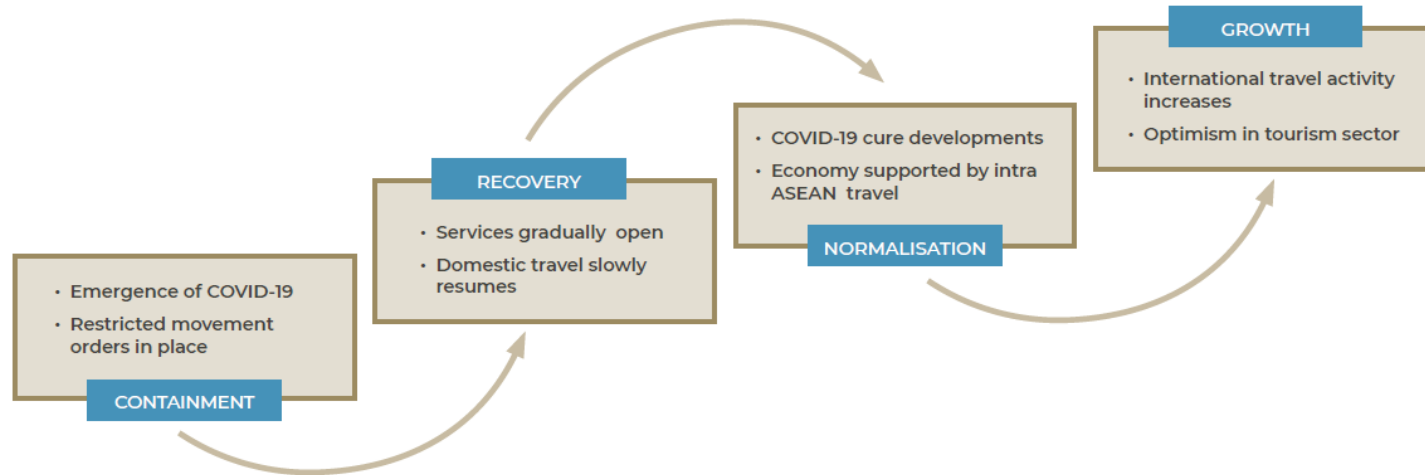 • Emergence of COVID-19
• Restricted movement
orders in place
CONTAINMENT
RECOVERY
• Services gradually open
• Domestic travel slowly
resumes
• COVID-19 cure developments
• Economy supported by intra
ASEAN travel
NORMALISATION
GROWTH
• International travel activity
increases
• Optimism in tourism sector